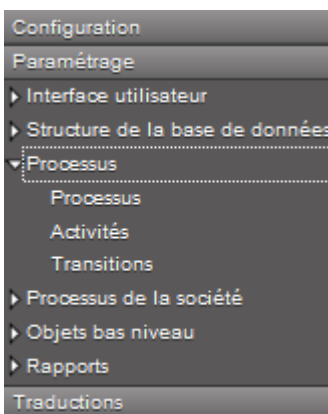 Configuration
Paramétrage
Interface utilisateur
Structure de la base de données
Processus
Processus
Activités
Transitions
Processus de la société
Objets bas niveau
Rapports
Traductions